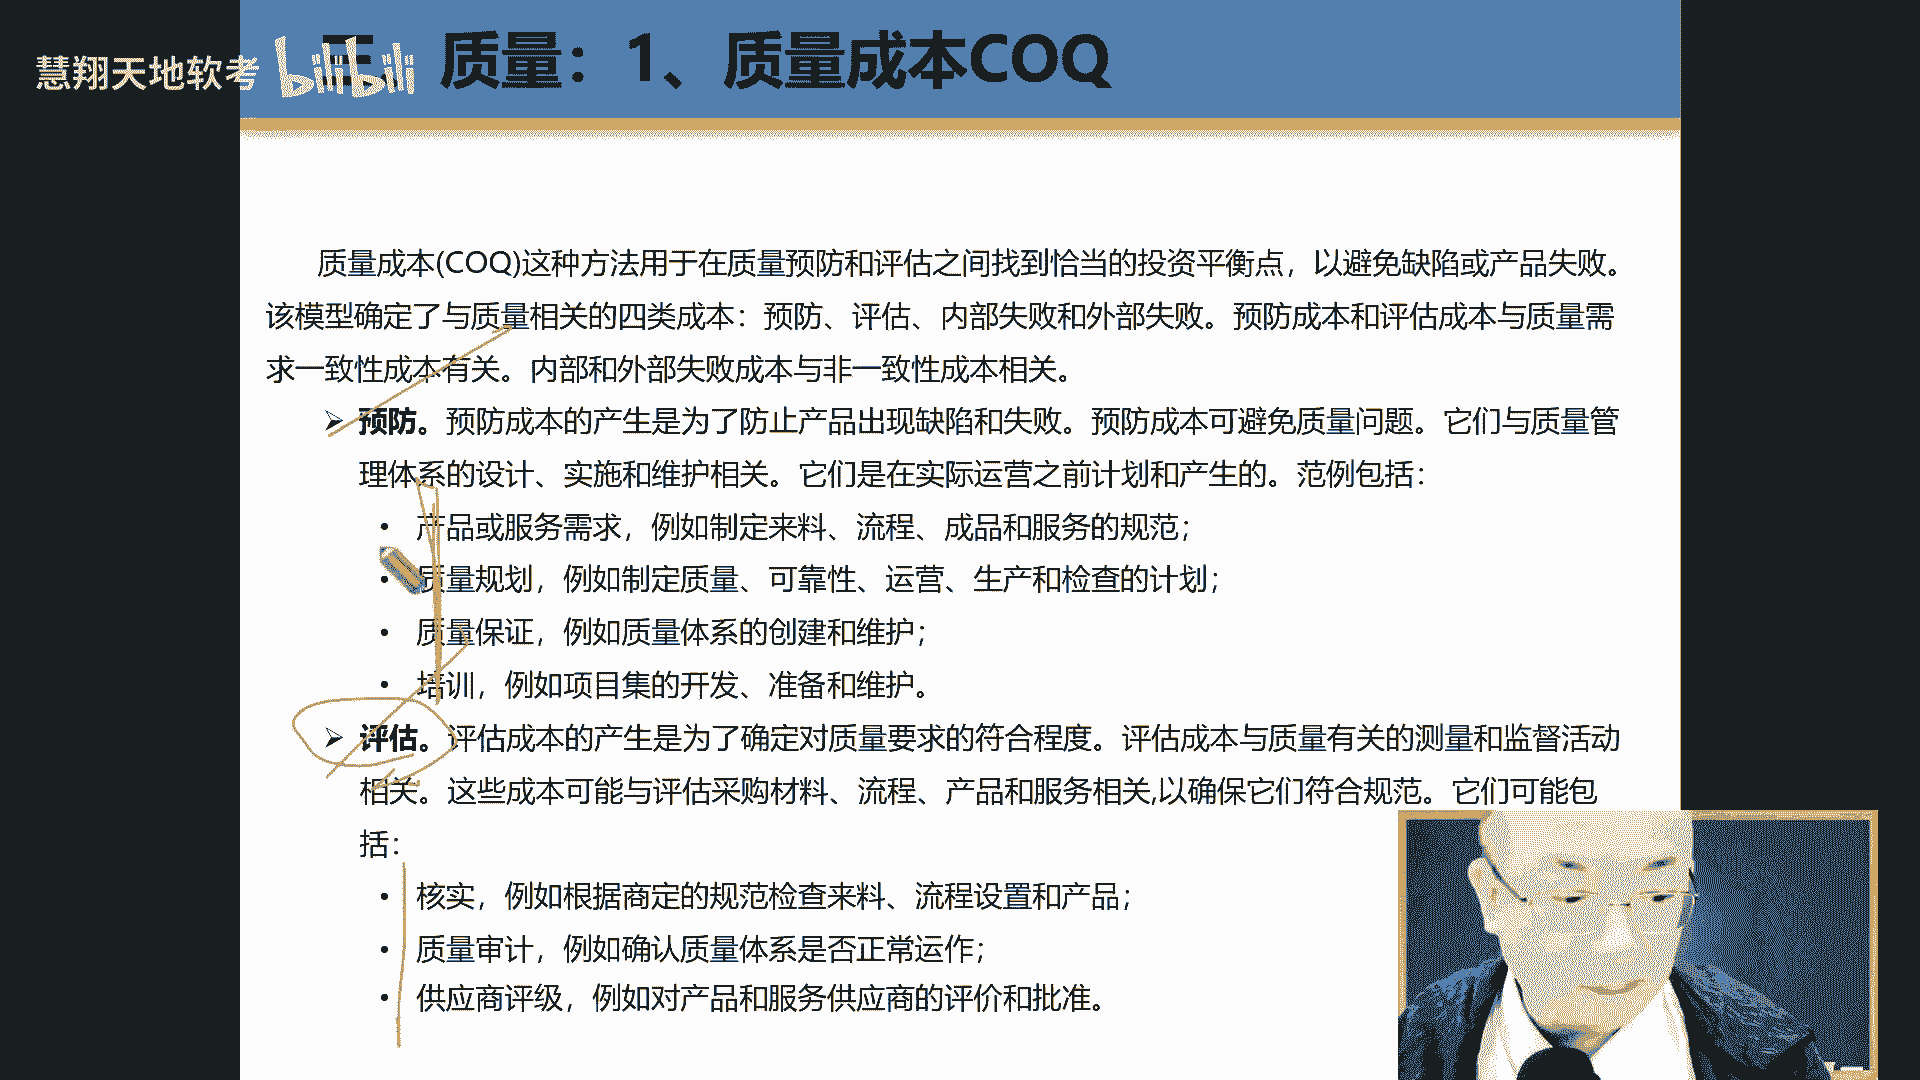 慧翔天地软考 bilibili 三、质量：1、质量成本COQ
质量成本(COQ)这种方法用于在质量预防和评估之间找到恰当的投资平衡点，以避免缺陷或产品失败。
该模型确定了与质量相关的四类成本：预防、评估、内部失败和外部失败。预防成本和评估成本与质量需
求一致性成本有关。内部和外部失败成本与非一致性成本相关。
➢ 预防。预防成本的产生是为了防止产品出现缺陷和失败。预防成本可避免质量问题。它们与质量管
理体系的设计、实施和维护相关。它们是在实际运营之前计划和产生的。范例包括：
• 产品或服务需求，例如制定来料、流程、成品和服务的规范；
• 质量规划，例如制定质量、可靠性、运营、生产和检查的计划；
• 质量保证，例如质量体系的创建和维护；
• 培训，例如项目集的开发、准备和维护。
➢ 评估。评估成本的产生是为了确定对质量要求的符合程度。评估成本与质量有关的测量和监督活动
相关。这些成本可能与评估采购材料、流程、产品和服务相关,以确保它们符合规范。它们可能包
括：
• 核实，例如根据商定的规范检查来料、流程设置和产品；
• 质量审计，例如确认质量体系是否正常运作；
• 供应商评级，例如对产品和服务供应商的评价和批准。